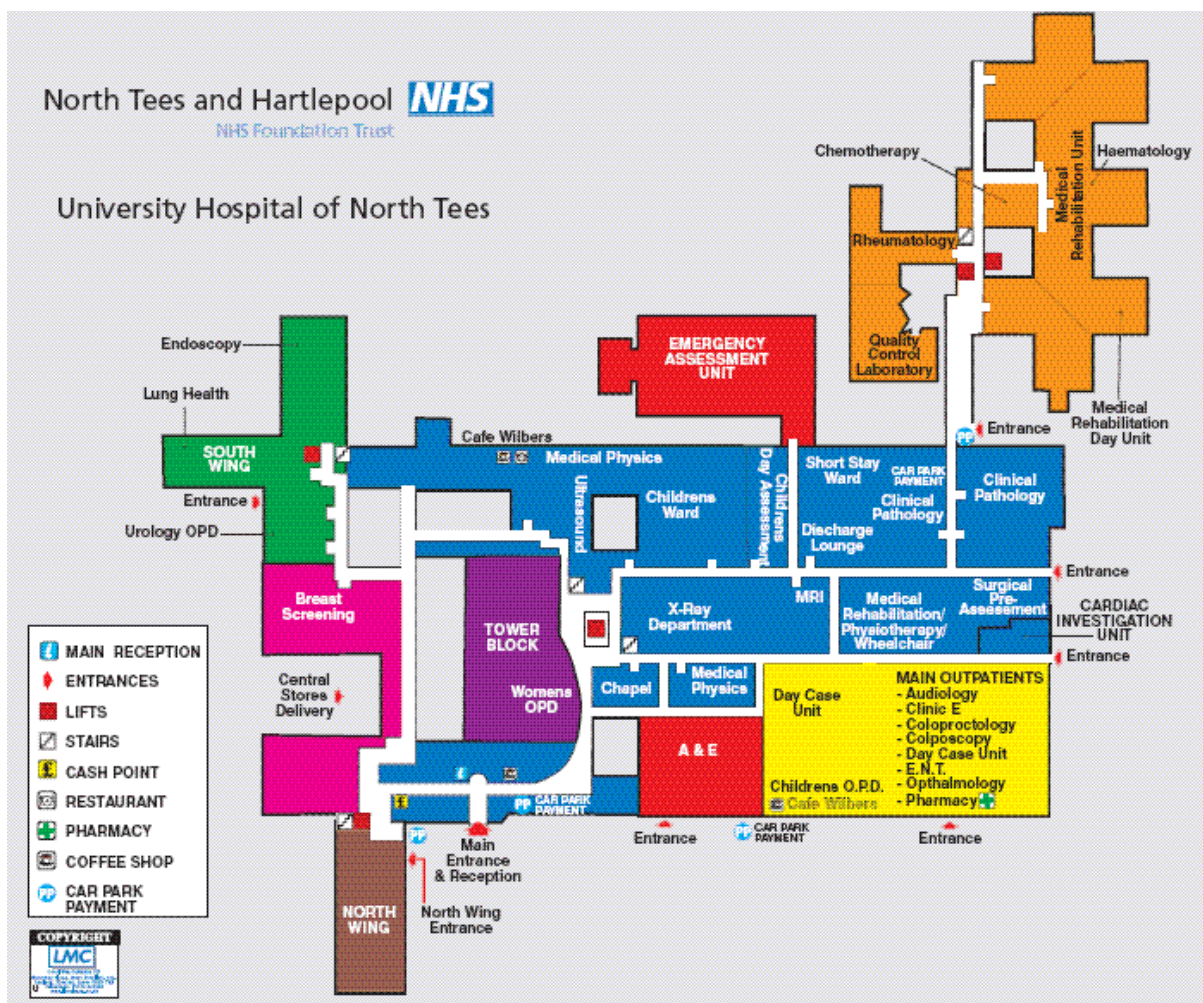 North Tees and Hartlepool NHS
NHS Foundation Trust
University Hospital of North Tees
Chemotherapy
Haematology
Medical
Rehabilitation Unit
Rheumatology
Quality
Control
Laboratory
Medical
Rehabilitation
Day Unit
Entrance
PP
Endoscopy
Lung Health
SOUTH
WING
Entrance
Urology OPD
EMERGENCY
ASSESSMENT
UNIT
Cafe Wilbers
Medical Physics
Ultrasound
Childrens
Ward
Childrens
Day Assessment
Short Stay
Ward
CAR PARK
PAYMENT
Clinical
Pathology
Clinical
Pathology
Discharge
Lounge
Entrance
Breast
Screening
TOWER
BLOCK
Womens
OPD
X-Ray
Department
MRI
Medical
Rehabilitation/
Physiotherapy/
Wheelchair
Surgical
Pre-
Assessment
CARDIAC
INVESTIGATION
UNIT
Entrance
Central
Stores
Delivery
Chapel
Medical
Physics
Day Case
Unit
MAIN OUTPATIENTS
- Audiology
- Clinic E
- Coloproctology
- Colposcopy
- Day Case Unit
- E.N.T.
- Opthalmology
- Pharmacy
A & E
Childrens O.P.D.
Cafe Wilbers
i
£
PP CAR PARK
PAYMENT
PP
Main
Entrance
& Reception
Entrance
PP CAR PARK
PAYMENT
Entrance
NORTH
WING
North Wing
Entrance
i MAIN RECEPTION
ENTRANCES
LIFTS
STAIRS
£ CASH POINT
RESTAURANT
PHARMACY
COFFEE SHOP
PP CAR PARK
PAYMENT
COPYRIGHT
LMC